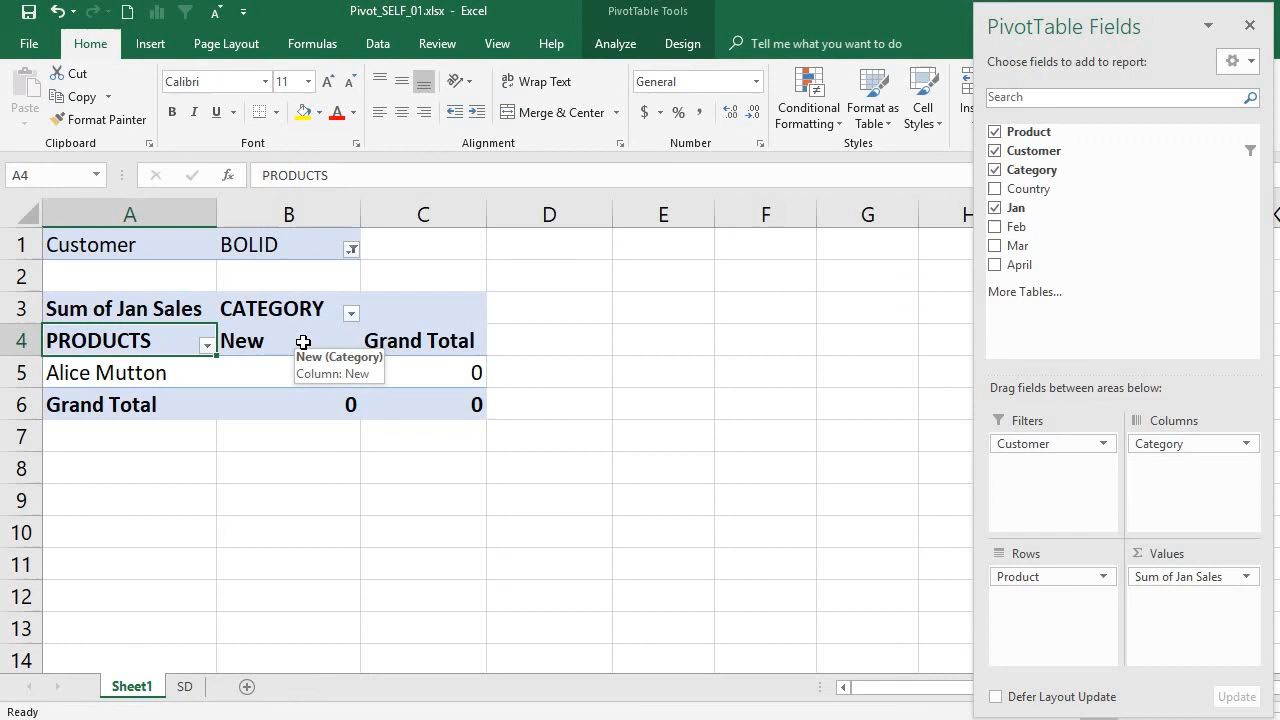 Pivot_SELF_01.xlsx - Excel
PivotTable Tools
File Home Insert Page Layout Formulas Data Review View Help Analyze Design Tell me what you want to do
Paste
Cut
Copy
Format Painter
Clipboard
Calibri 11
B I U A
Font
Wrap Text
Merge & Center
Alignment
General
$ % ,
Number
Conditional Formatting
Format as Table
Cell Styles
Styles
Ins
A4 fx PRODUCTS
A B C D E F G H
1 Customer BOLID
2
3 Sum of Jan Sales CATEGORY
4 PRODUCTS New Grand Total
New (Category)
Column: New
5 Alice Mutton 0
6 Grand Total 0 0
7
8
9
10
11
12
13
14
Sheet1 SD
Ready
PivotTable Fields
Choose fields to add to report:
Search
Product
Customer
Category
Country
Jan
Feb
Mar
April
More Tables...
Drag fields between areas below:
Filters
Customer
Columns
Category
Rows
Product
Values
Sum of Jan Sales
Defer Layout Update Update